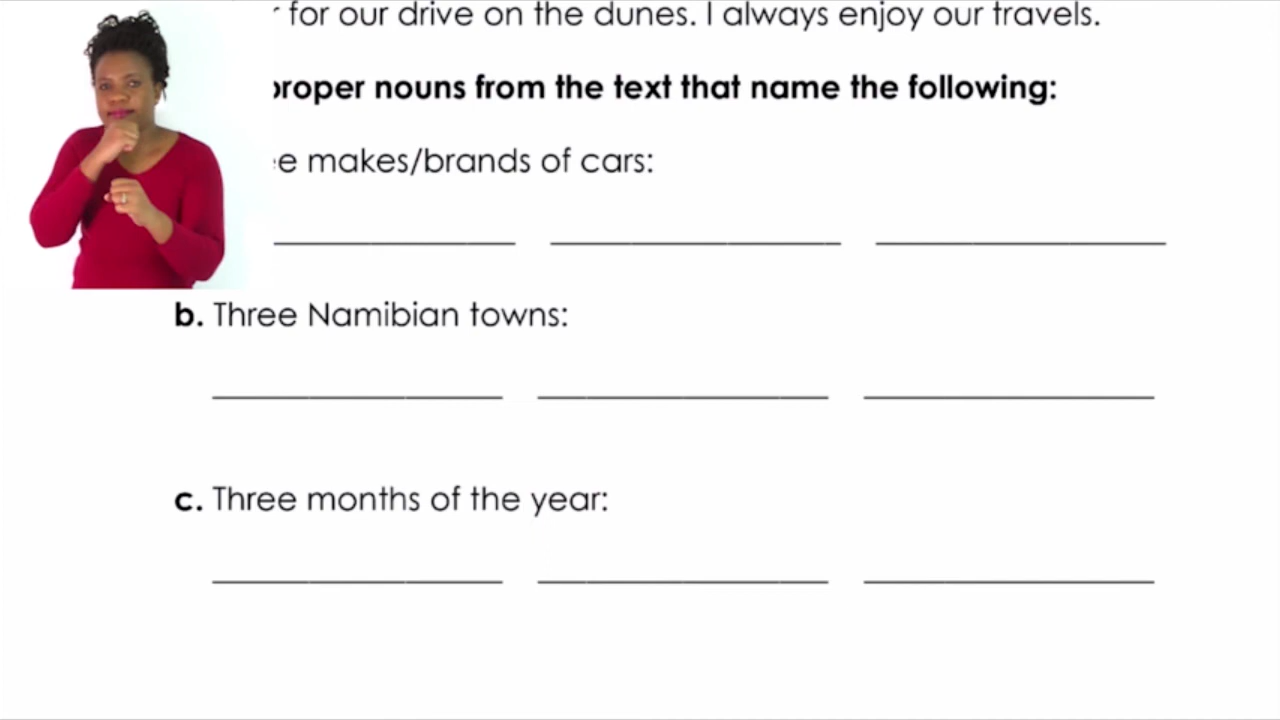 for our drive on the dunes. I always enjoy our travels.
proper nouns from the text that name the following:
makes/brands of cars:
b. Three Namibian towns:
c. Three months of the year: